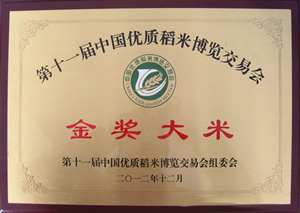 第十一届中国优质稻米博览交易会
金奖大米
第十一届中国优质稻米博览交易会组委会
二〇一二年十二月